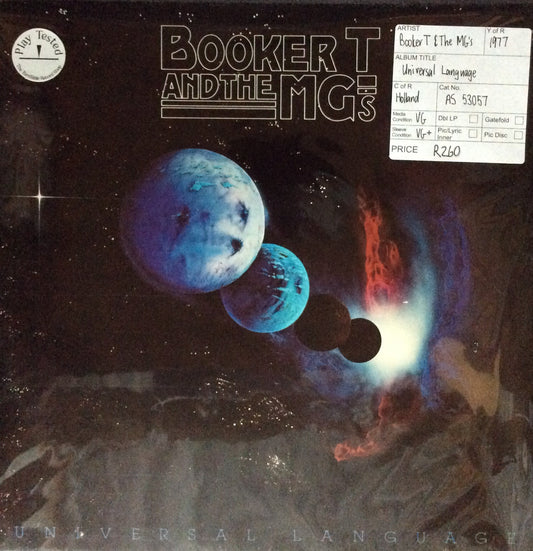 Play Tested
BOOKER T
AND THE MG'S
ARTIST
Y of R
Booker T & The MG's
1977
ALBUM TITLE
Universal Language
C of R
Cat No.
Holland
AS 53057
Media Condition VG
Dbl LP
Gatefold
Sleeve Condition VG+
Pic/Lyric Inner
Pic Disc
PRICE R260
UNIVERSAL LANGUAGE